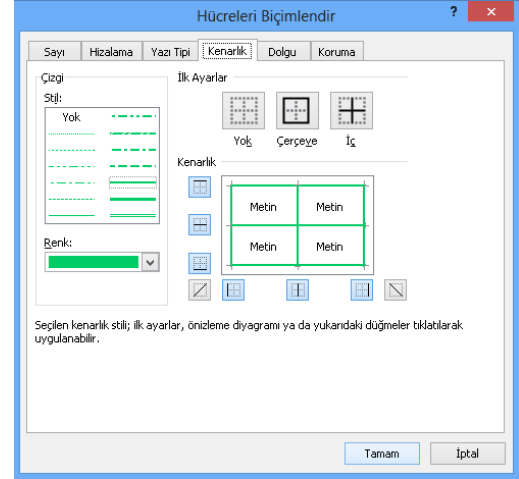 Hücreleri Biçimlendir
?
Sayı Hizalama Yazı Tipi Kenarlık Dolgu Koruma
Çizgi
Stil:
Yok
Renk:
İlk Ayarlar
Yok Çerçeve İç
Kenarlık
Metin Metin
Metin Metin
Seçilen kenarlık stili; ilk ayarlar, önizleme diyagramı ya da yukarıdaki düğmeler tıklatılarak
uygulanabilir.
Tamam İptal